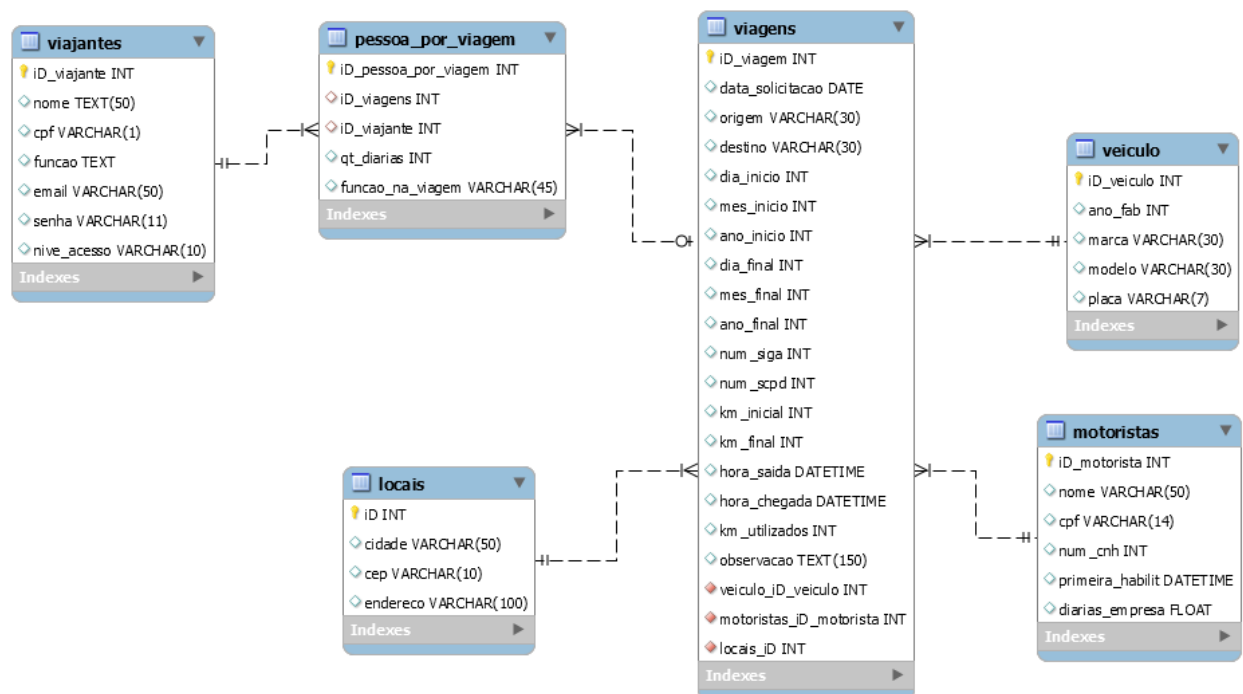 viajantes
iD_viajante INT
nome TEXT(50)
cpf VARCHAR(1)
funcao TEXT
email VARCHAR(50)
senha VARCHAR(11)
nive_acesso VARCHAR(10)
Indexes
pessoa_por_viagem
iD_pessoa_por_viagem INT
iD_viagens INT
iD_viajante INT
qt_diarias INT
funcao_na_viagem VARCHAR(45)
Indexes
viagens
iD_viagem INT
data_solicitacao DATE
origem VARCHAR(30)
destino VARCHAR(30)
dia_inicio INT
mes_inicio INT
ano_inicio INT
dia_final INT
mes_final INT
ano_final INT
num_siga INT
num_scpd INT
km_inicial INT
km_final INT
hora_saida DATETIME
hora_chegada DATETIME
km_utilizados INT
observacao TEXT(150)
veiculo_iD_veiculo INT
motoristas_iD_motorista INT
locais_iD INT
Indexes
veiculo
iD_veiculo INT
ano_fab INT
marca VARCHAR(30)
modelo VARCHAR(30)
placa VARCHAR(7)
Indexes
locais
iD INT
cidade VARCHAR(50)
cep VARCHAR(10)
endereco VARCHAR(100)
Indexes
motoristas
iD_motorista INT
nome VARCHAR(50)
cpf VARCHAR(14)
num_cnh INT
primeira_habilit DATETIME
diarias_empresa FLOAT
Indexes